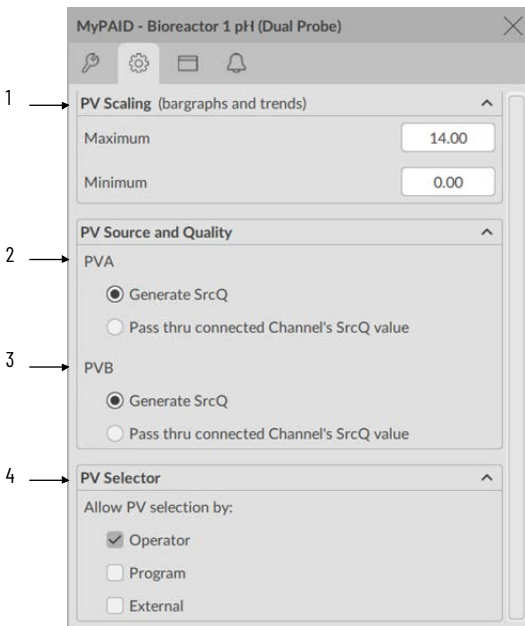 MyPAID - Bioreactor 1 pH (Dual Probe)
1
PV Scaling (bargraphs and trends)
Maximum 14.00
Minimum 0.00
PV Source and Quality
2
PVA
Generate SrcQ
Pass thru connected Channel's SrcQ value
3
PVB
Generate SrcQ
Pass thru connected Channel's SrcQ value
4
PV Selector
Allow PV selection by:
Operator
Program
External